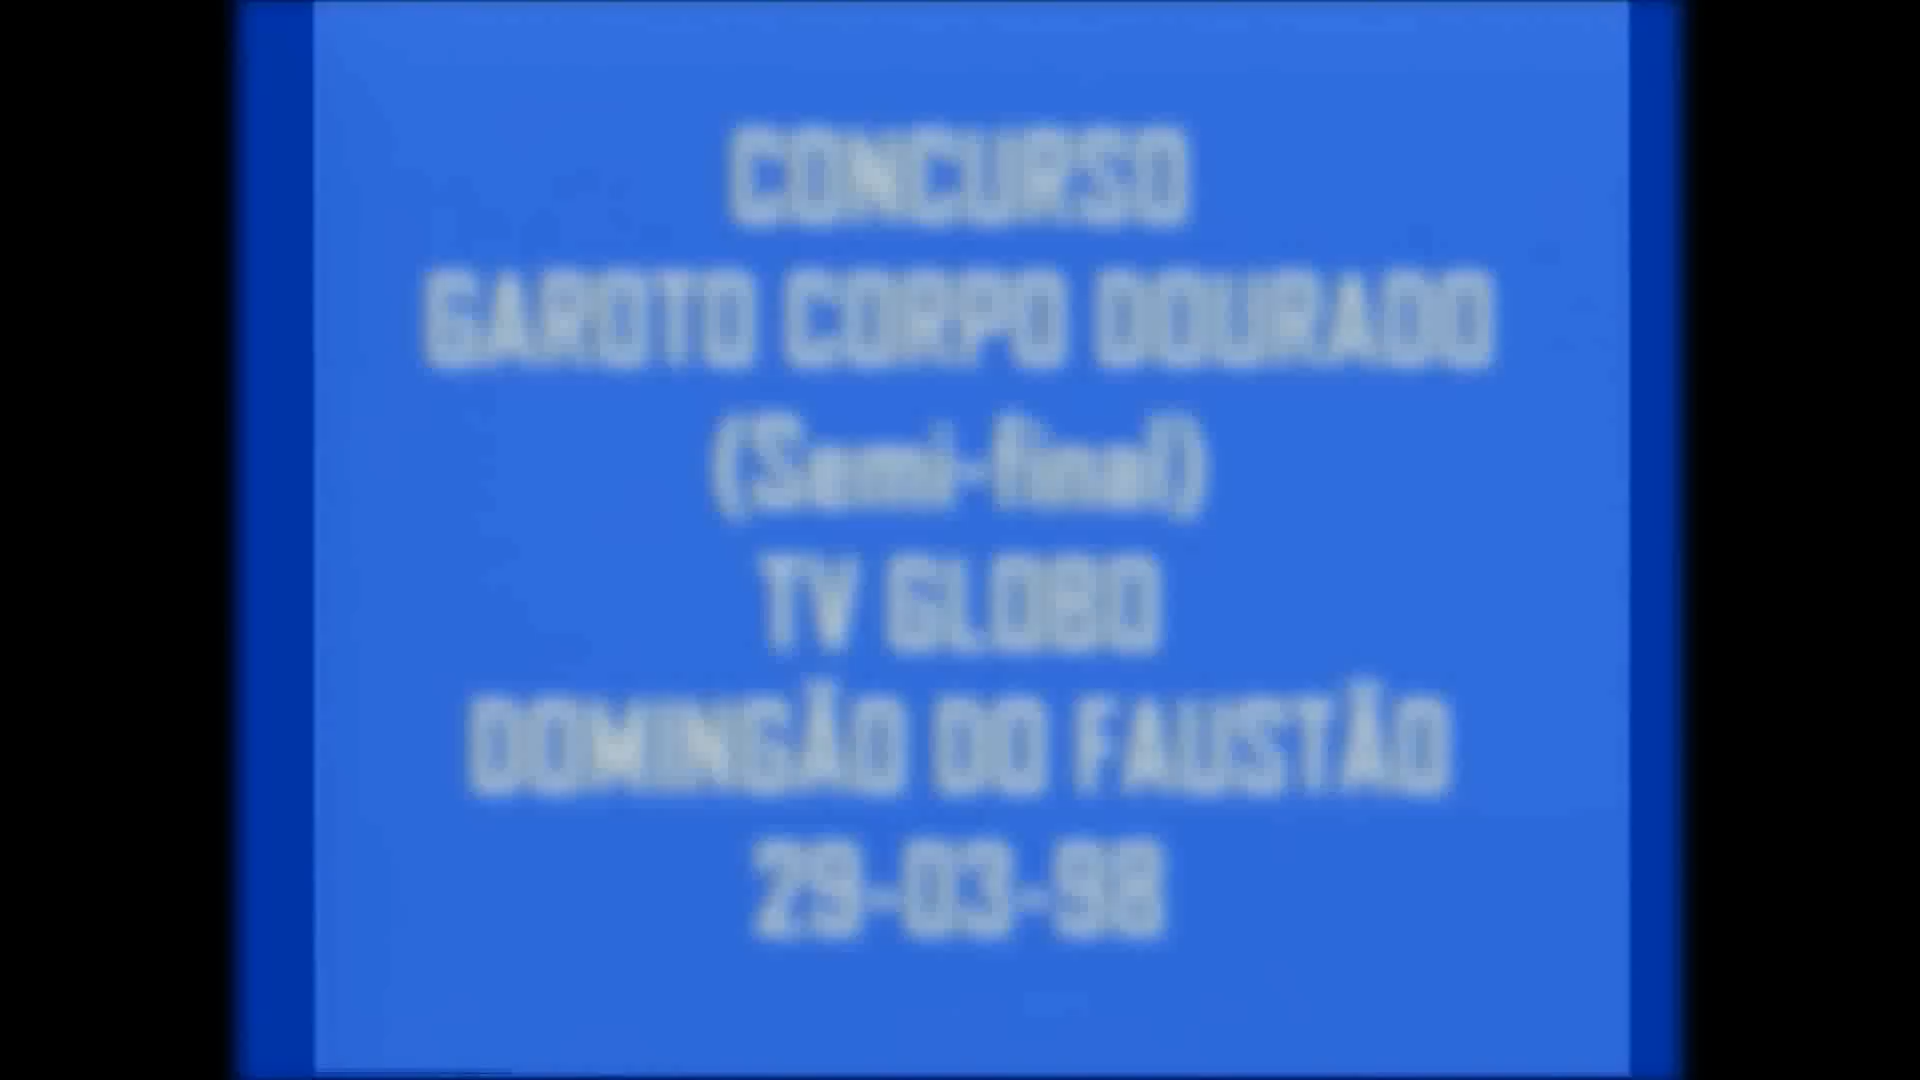 CONCURSO
GAROTO CORPO DOURADO
(Semi-final)
TV GLOBO
DOMINGÃO DO FAUSTÃO
29-03-98